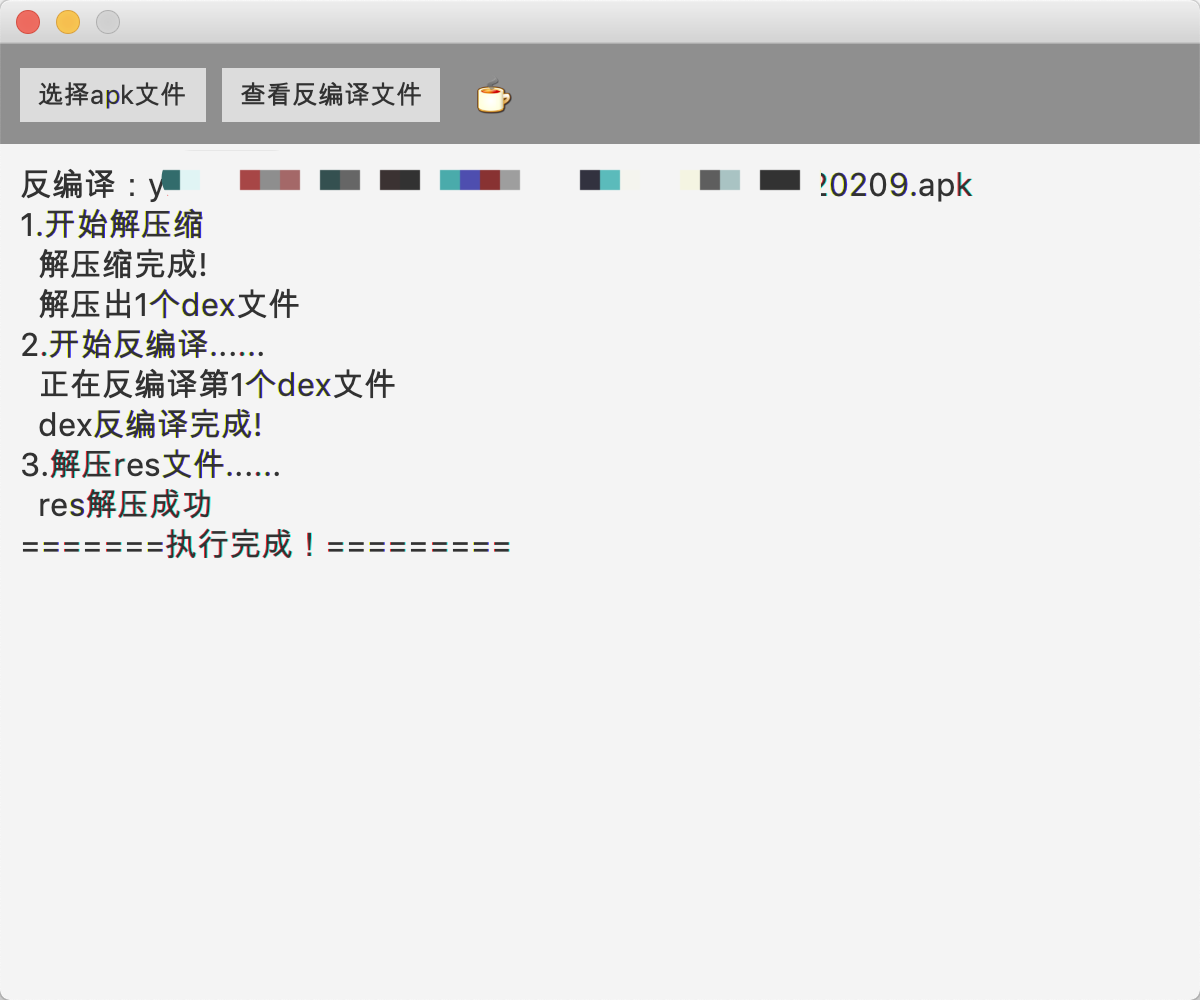 选择apk文件 查看反编译文件
反编译：y 20209.apk
1.开始解压缩
解压缩完成!
解压出1个dex文件
2.开始反编译......
正在反编译第1个dex文件
dex反编译完成!
3.解压res文件......
res解压成功
=======执行完成！=========